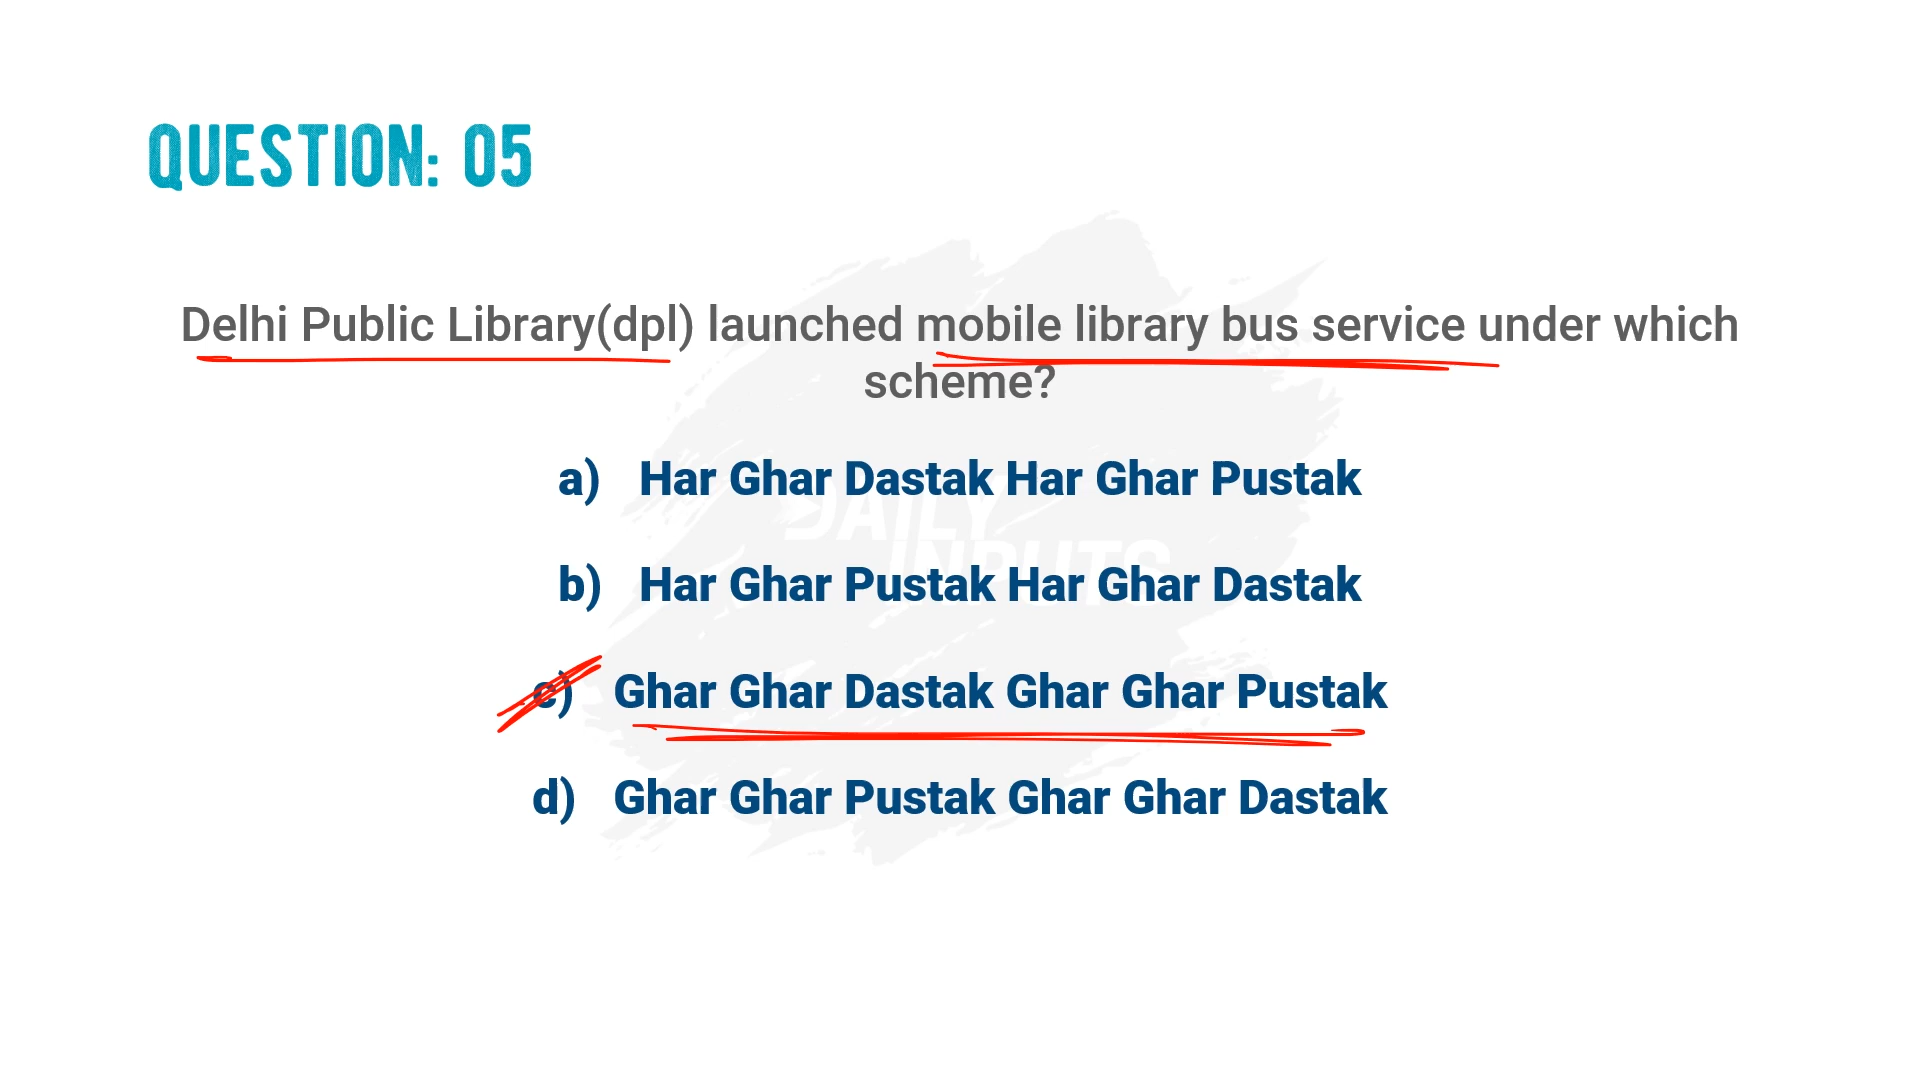 QUESTION: 05
Delhi Public Library(dpl) launched mobile library bus service under which
scheme?
a) Har Ghar Dastak Har Ghar Pustak
DAILY
INPUTS
b) Har Ghar Pustak Har Ghar Dastak
c) Ghar Ghar Dastak Ghar Ghar Pustak
d) Ghar Ghar Pustak Ghar Ghar Dastak